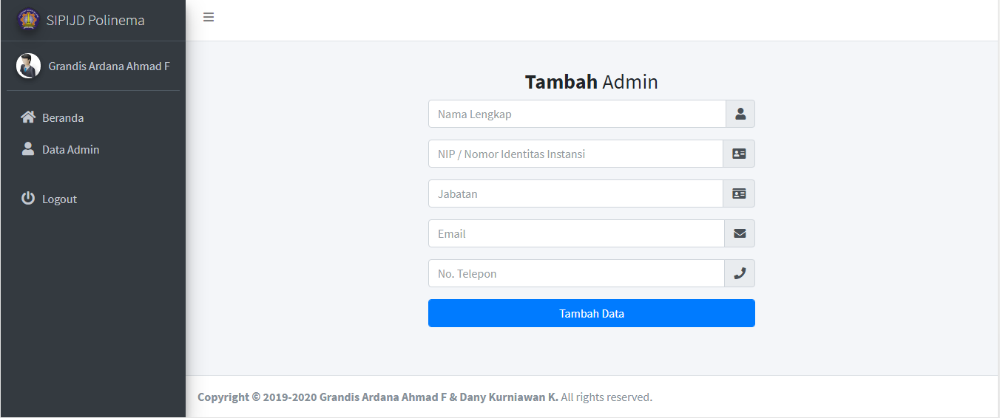 SIPIJD Polinema
Grandis Ardana Ahmad F
Beranda
Data Admin
Logout
Tambah Admin
Nama Lengkap
NIP / Nomor Identitas Instansi
Jabatan
Email
No. Telepon
Tambah Data
Copyright © 2019-2020 Grandis Ardana Ahmad F & Dany Kurniawan K. All rights reserved.